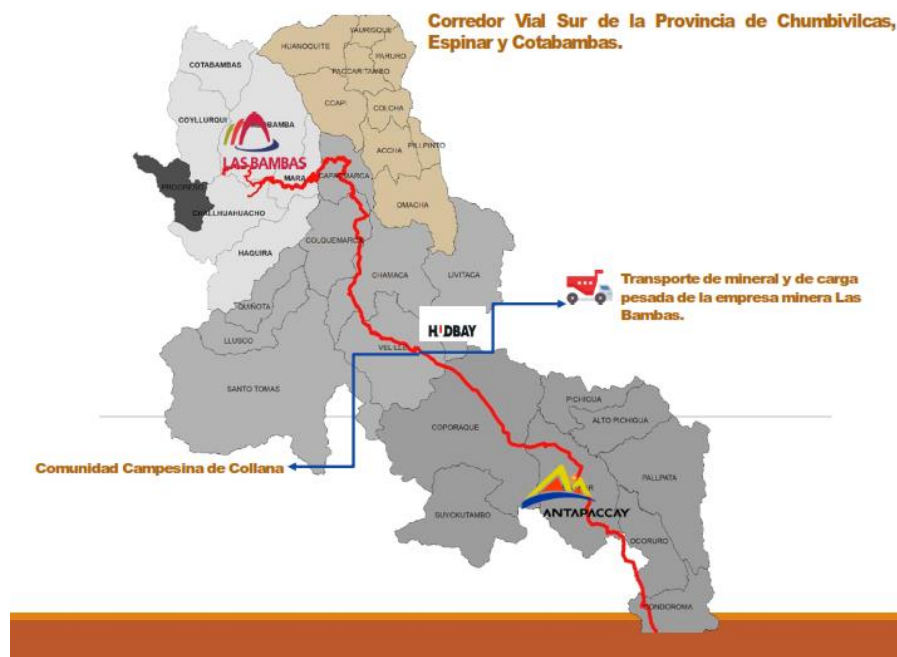 Corredor Vial Sur de la Provincia de Chumbivilcas,
Espinar y Cotabambas.
YAURISQUE
HUANOQUITE
PARURO
PACCARITAMBO
COTABAMBAS
CCAPI
COLCHA
COYLLURQUI
PILLPINTO
ACCHA
LAS BAMBAS
MARA
CAPACMARCA
PROGRESO
OMACHA
CHALLHUAHUACHO
COLQUEMARCA
HAQUIRA
CHAMACA
LIVITACA
Transporte de mineral y de carga
pesada de la empresa minera Las
Bambas.
QUIÑOTA
HUDBAY
LLUSCO
SANTO TOMAS
PICHIGUA
ALTO PICHIGUA
COPORAQUE
Comunidad Campesina de Collana
PALLPATA
ANTAPACCAY
SUYCKUTAMBO
OCORURO
CONDOROMA